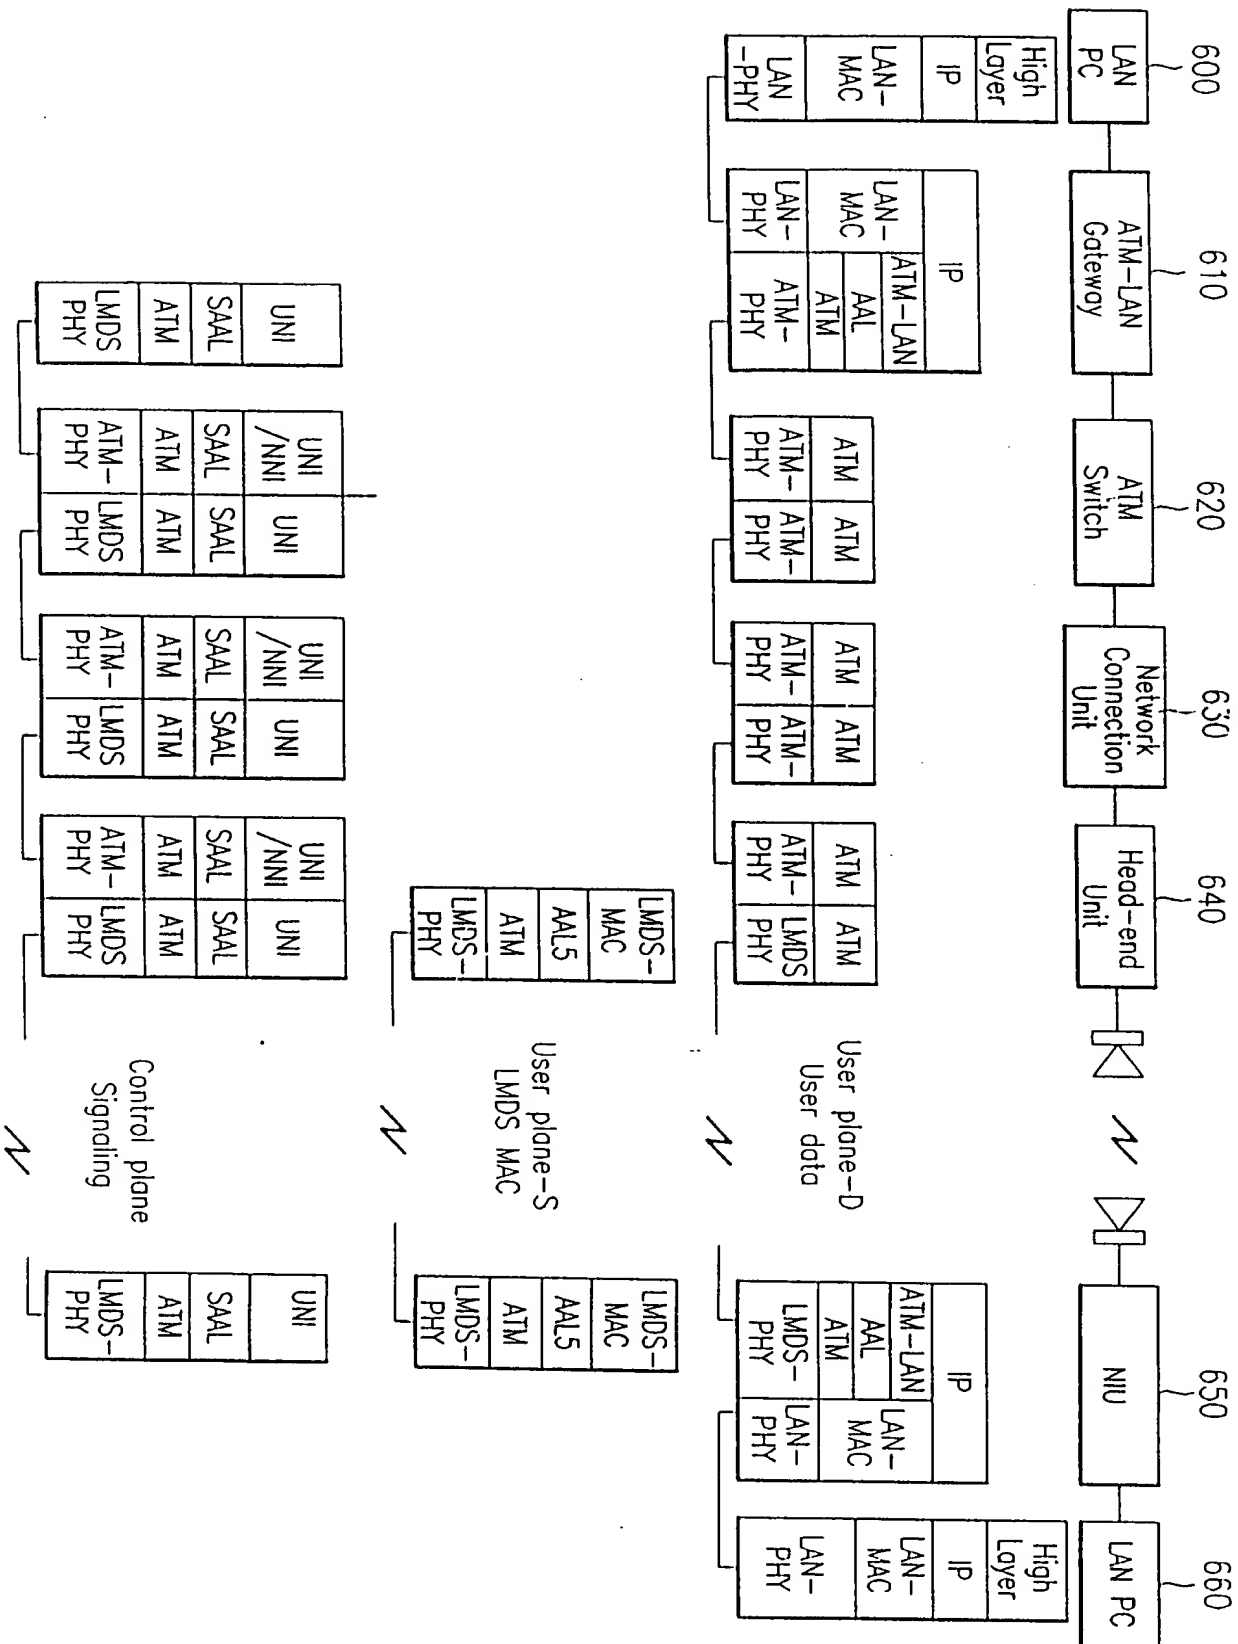 600
610
620
630
640
650
660
LAN
PC
ATM-LAN
Gateway
ATM
Switch
Network
Connection
Unit
Head-end
Unit
NIU
LAN PC
High
Layer
IP
LAN-
MAC
LAN
-PHY
IP
LAN-
MAC
LAN-
PHY
ATM-LAN
AAL
ATM
ATM-
PHY
ATM
ATM-
PHY
ATM
ATM-
PHY
ATM
ATM-
PHY
ATM
ATM-
PHY
ATM
ATM-
PHY
ATM
LMDS
PHY
User plane-D
User data
IP
ATM-LAN
AAL
ATM
LMDS-
PHY
LAN-
MAC
LAN-
PHY
High
Layer
IP
LAN-
MAC
LAN-
PHY
LMDS-
MAC
AAL5
ATM
LMDS-
PHY
User plane-S
LMDS MAC
LMDS-
MAC
AAL5
ATM
LMDS-
PHY
UNI
SAAL
ATM
LMDS
PHY
UNI
/NNI
SAAL
ATM
ATM-
PHY
UNI
SAAL
ATM
LMDS
PHY
UNI
/NNI
SAAL
ATM
ATM-
PHY
UNI
SAAL
ATM
LMDS
PHY
UNI
/NNI
SAAL
ATM
ATM-
PHY
UNI
SAAL
ATM
LMDS
PHY
Control plane
Signaling
UNI
SAAL
ATM
LMDS-
PHY